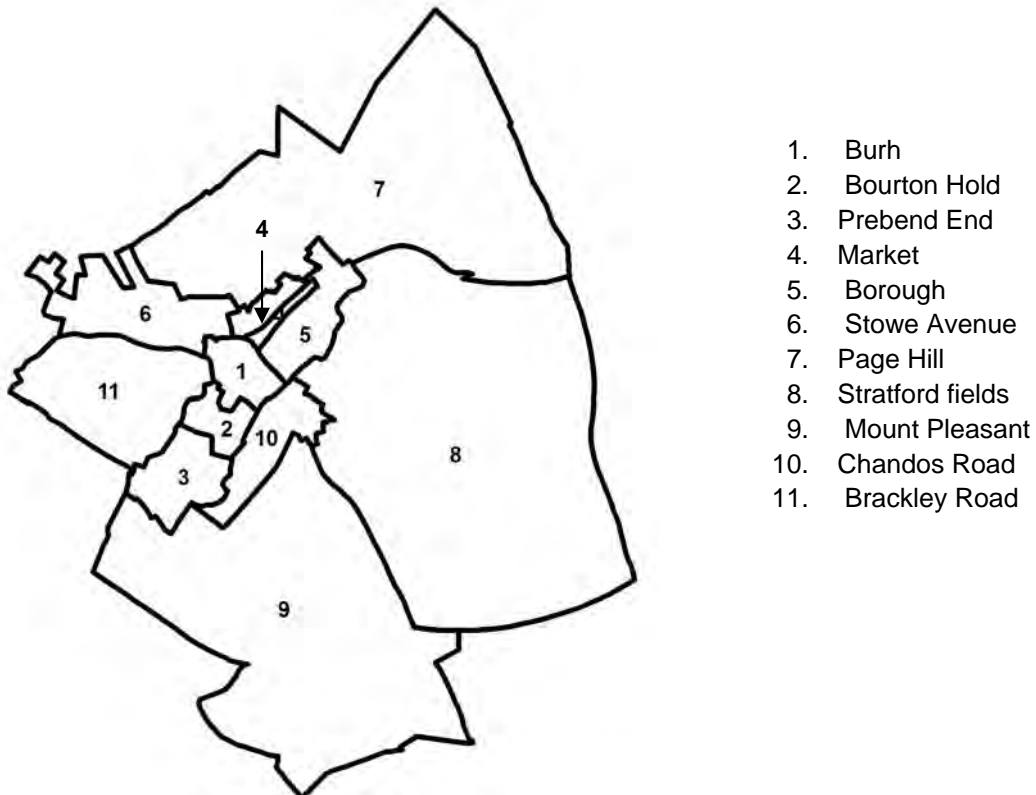 7
4
6
4
5
1
11
2
10
8
3
9
1. Burh
2. Bourton Hold
3. Prebend End
4. Market
5. Borough
6. Stowe Avenue
7. Page Hill
8. Stratford fields
9. Mount Pleasant
10. Chandos Road
11. Brackley Road